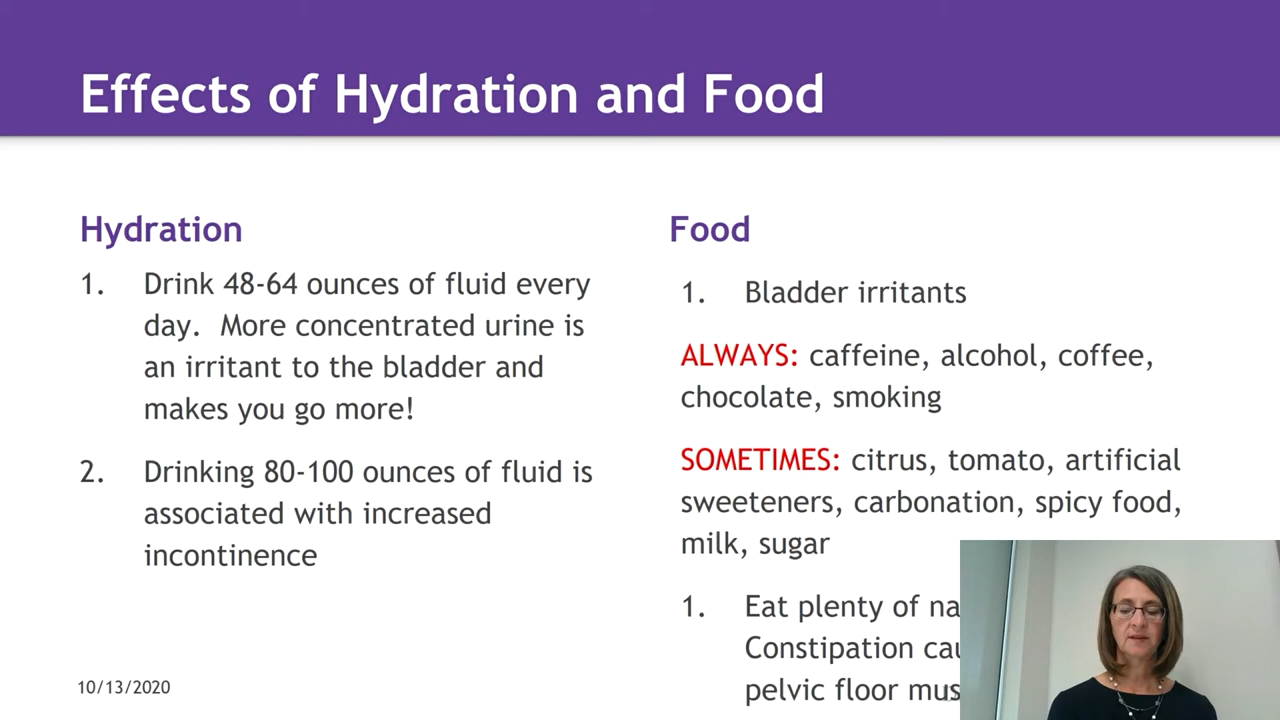 Effects of Hydration and Food
Hydration
1. Drink 48-64 ounces of fluid every
day. More concentrated urine is
an irritant to the bladder and
makes you go more!
2. Drinking 80-100 ounces of fluid is
associated with increased
incontinence
Food
1. Bladder irritants
ALWAYS: caffeine, alcohol, coffee,
chocolate, smoking
SOMETIMES: citrus, tomato, artificial
sweeteners, carbonation, spicy food,
milk, sugar
1. Eat plenty of
Constipation
pelvic floor
10/13/2020